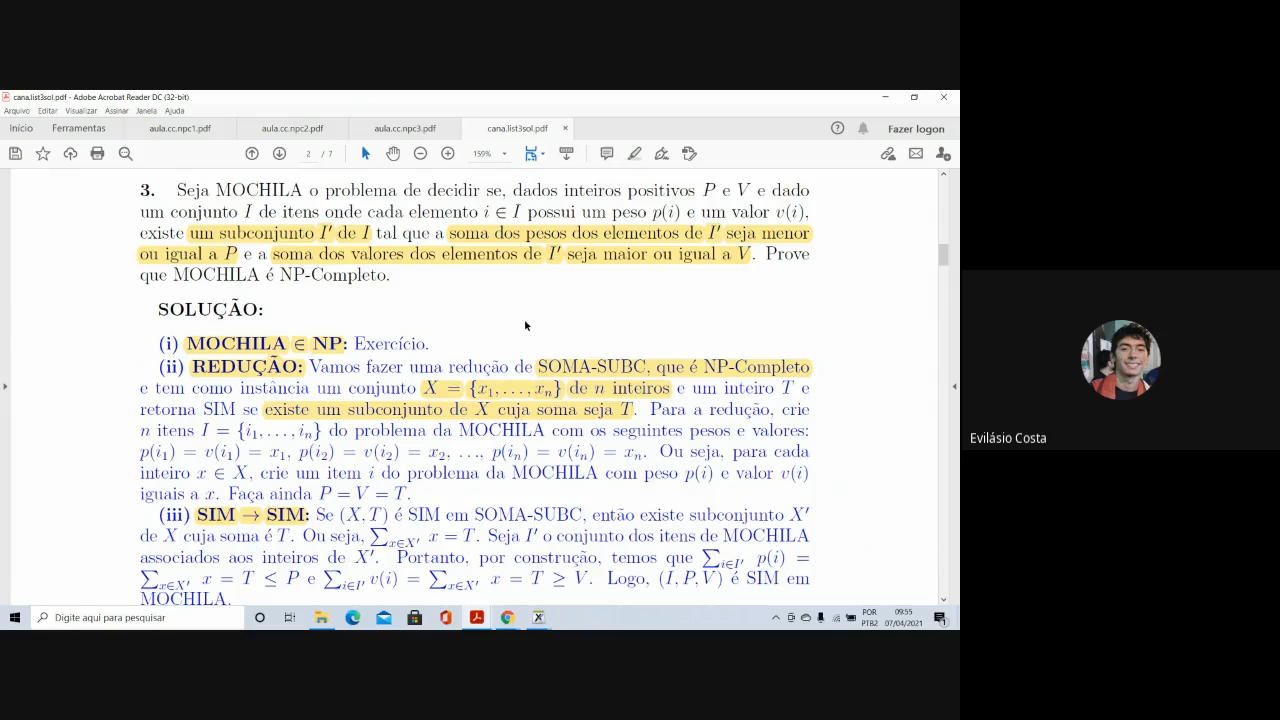 cana.list3sol.pdf - Adobe Acrobat Reader DC (32-bit)
Arquivo Editar Visualizar Assinar Janela Ajuda
Início Ferramentas aula.cc.npc1.pdf aula.cc.npc2.pdf aula.cc.npc3.pdf cana.list3sol.pdf × Fazer logon
2 / 7 159%
3. Seja MOCHILA o problema de decidir se, dados inteiros positivos P e V e dado
um conjunto I de itens onde cada elemento i ∈ I possui um peso p(i) e um valor v(i),
existe um subconjunto I′ de I tal que a soma dos pesos dos elementos de I′ seja menor
ou igual a P e a soma dos valores dos elementos de I′ seja maior ou igual a V. Prove
que MOCHILA é NP-Completo.
SOLUÇÃO:
(i) MOCHILA ∈ NP: Exercício.
(ii) REDUÇÃO: Vamos fazer uma redução de SOMA-SUBC, que é NP-Completo
e tem como instância um conjunto X = {x₁, . . . , xₙ} de n inteiros e um inteiro T e
retorna SIM se existe um subconjunto de X cuja soma seja T. Para a redução, crie
n itens I = {i₁, . . . , iₙ} do problema da MOCHILA com os seguintes pesos e valores:
p(i₁) = v(i₁) = x₁, p(i₂) = v(i₂) = x₂, . . ., p(iₙ) = v(iₙ) = xₙ. Ou seja, para cada
inteiro x ∈ X, crie um item i do problema da MOCHILA com peso p(i) e valor v(i)
iguais a x. Faça ainda P = V = T.
(iii) SIM → SIM: Se (X, T) é SIM em SOMA-SUBC, então existe subconjunto X′
de X cuja soma é T. Ou seja, ∑x∈X′ x = T. Seja I′ o conjunto dos itens de MOCHILA
associados aos inteiros de X′. Portanto, por construção, temos que ∑i∈I′ p(i) =
∑x∈X′ x = T ≤ P e ∑i∈I′ v(i) = ∑x∈X′ x = T ≥ V. Logo, (I, P, V) é SIM em
MOCHILA.
Evilásio Costa
Digite aqui para pesquisar
POR 09:55
PTB2 07/04/2021